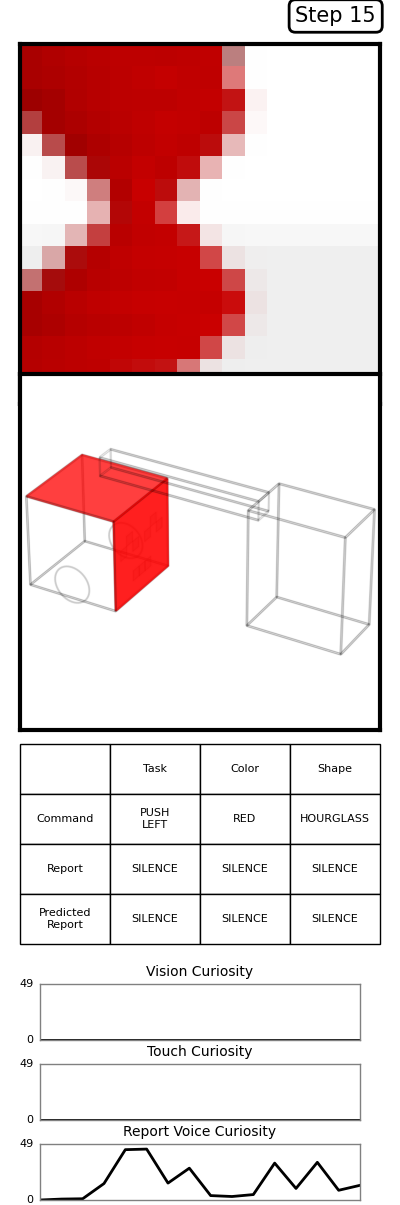 Step 15
Task Color Shape
Command PUSH LEFT RED HOURGLASS
Report SILENCE SILENCE SILENCE
Predicted Report SILENCE SILENCE SILENCE
Vision Curiosity
49
0
Touch Curiosity
49
0
Report Voice Curiosity
49
0